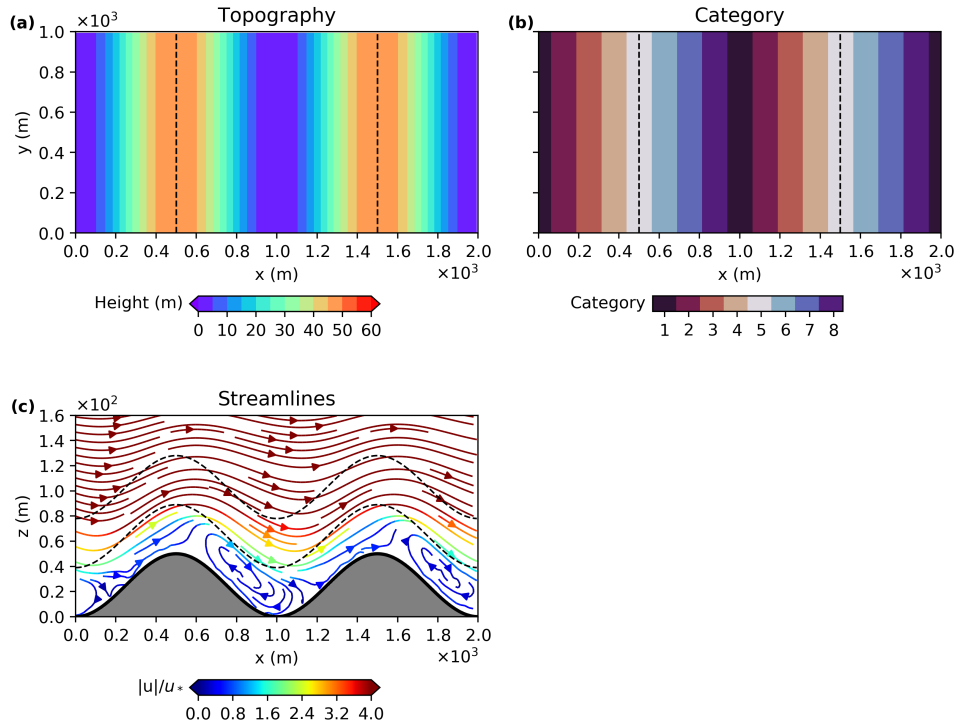 (a) Topography
×10³
1.0
0.8
0.6
0.4
0.2
0.0
y (m)
0.0 0.2 0.4 0.6 0.8 1.0 1.2 1.4 1.6 1.8 2.0
x (m) ×10³
Height (m)
0 10 20 30 40 50 60
(b) Category
0.0 0.2 0.4 0.6 0.8 1.0 1.2 1.4 1.6 1.8 2.0
x (m) ×10³
Category
1 2 3 4 5 6 7 8
(c) Streamlines
×10²
1.6
1.4
1.2
1.0
0.8
0.6
0.4
0.2
0.0
z (m)
0.0 0.2 0.4 0.6 0.8 1.0 1.2 1.4 1.6 1.8 2.0
x (m) ×10³
|u|/u*
0.0 0.8 1.6 2.4 3.2 4.0